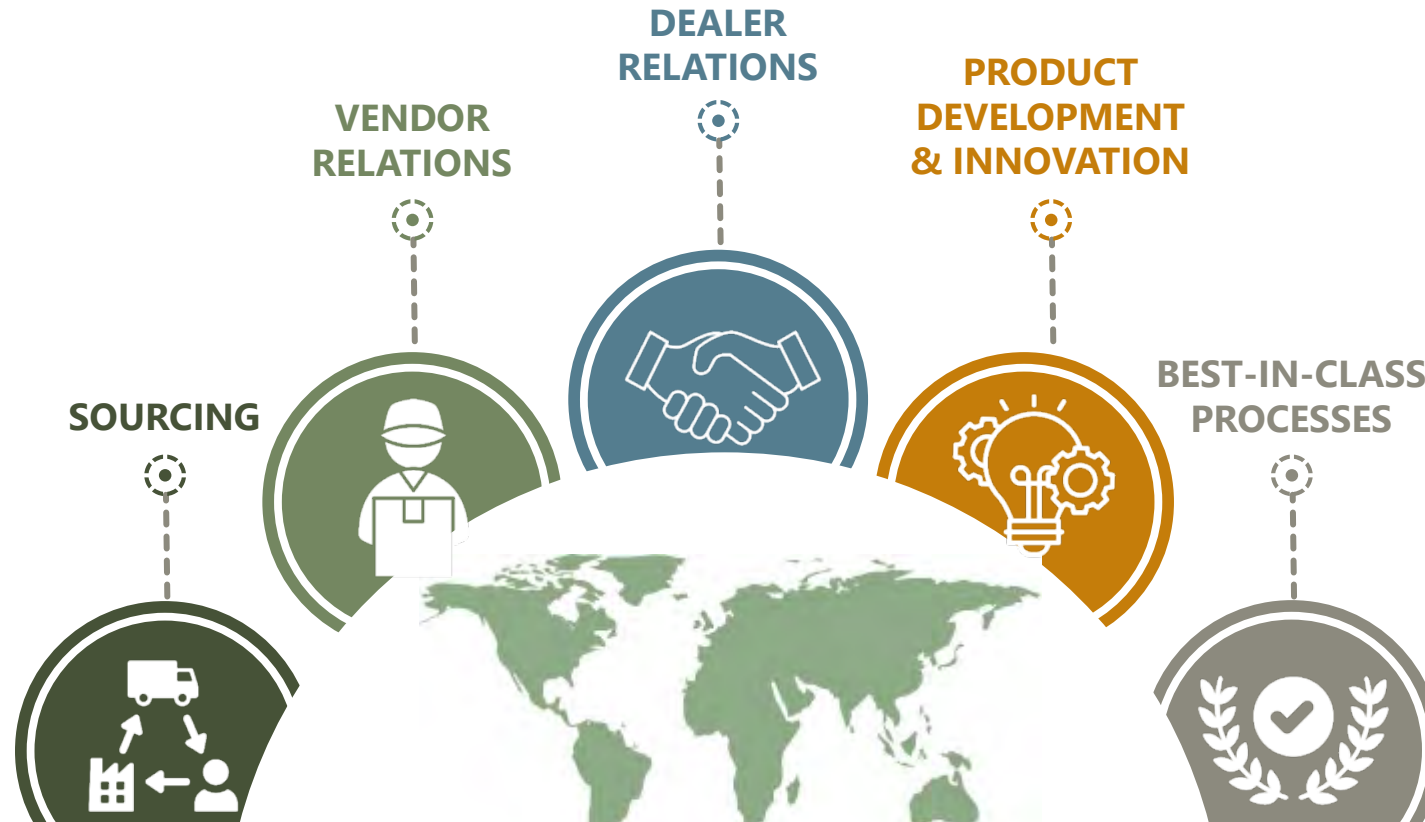 SOURCING
VENDOR
RELATIONS
DEALER
RELATIONS
PRODUCT
DEVELOPMENT
& INNOVATION
BEST-IN-CLASS
PROCESSES